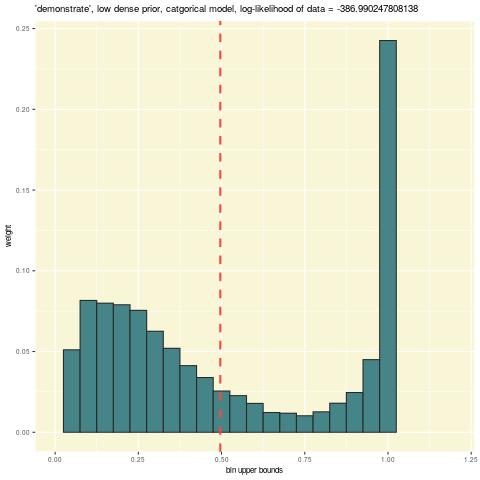 'demonstrate', low dense prior, catgorical model, log-likelihood of data = -386.990247808138
0.25
0.20
0.15
0.10
0.05
0.00
weight
0.00 0.25 0.50 0.75 1.00 1.25
bin upper bounds